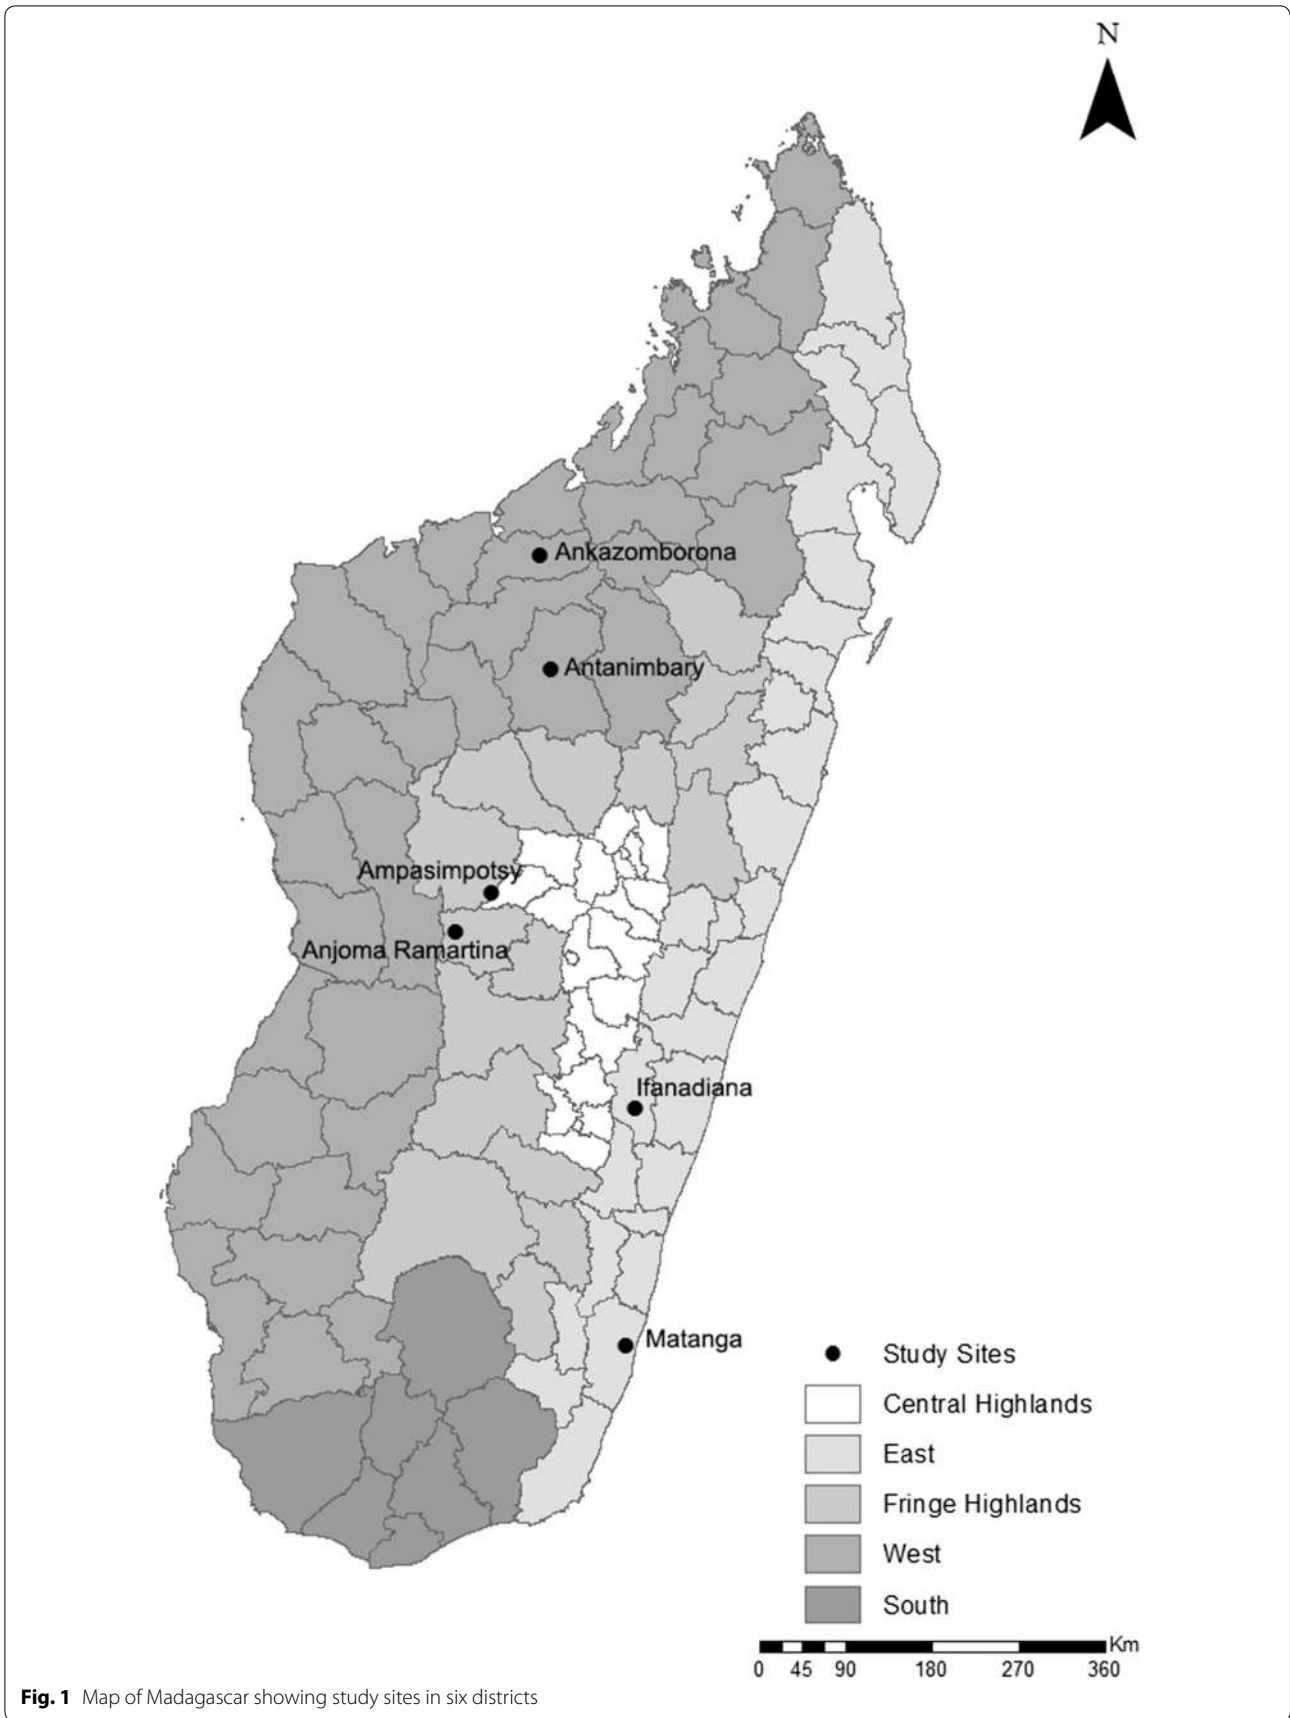 N
Ankazomborona
Antanimbary
Ampasimpotsy
Anjoma Ramartina
Ifanadiana
Matanga
Study Sites
Central Highlands
East
Fringe Highlands
West
South
Km
0 45 90 180 270 360
Fig. 1 Map of Madagascar showing study sites in six districts